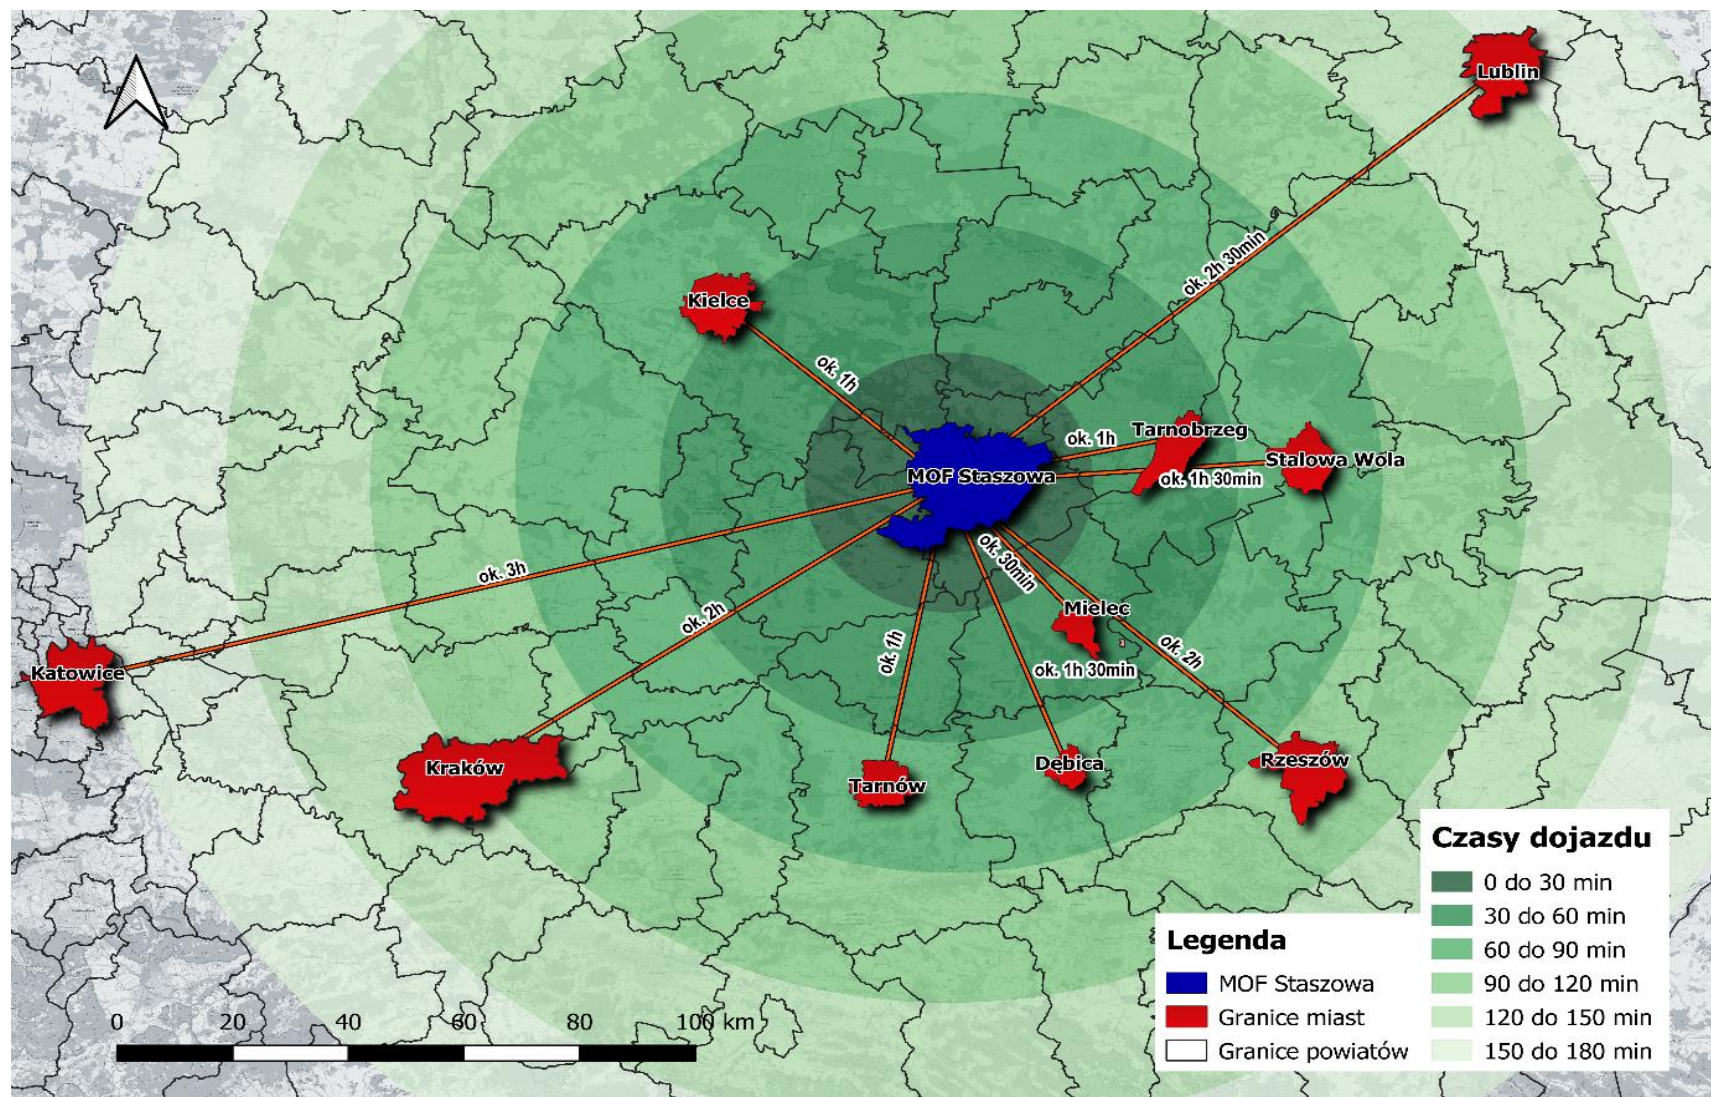 Lublin
ok. 2h 30min
Kielce
ok. 1h
Tarnobrzeg
ok. 1h
Stalowa Wola
MOF Staszowa
ok. 1h 30min
ok. 30min
ok. 3h
Mielec
ok. 2h
ok. 1h
ok. 2h
ok. 1h 30min
Katowice
Kraków
Tarnów
Dębica
Rzeszów
Czasy dojazdu
0 do 30 min
30 do 60 min
60 do 90 min
90 do 120 min
120 do 150 min
150 do 180 min
Legenda
MOF Staszowa
Granice miast
Granice powiatów
0 20 40 60 80 100 km